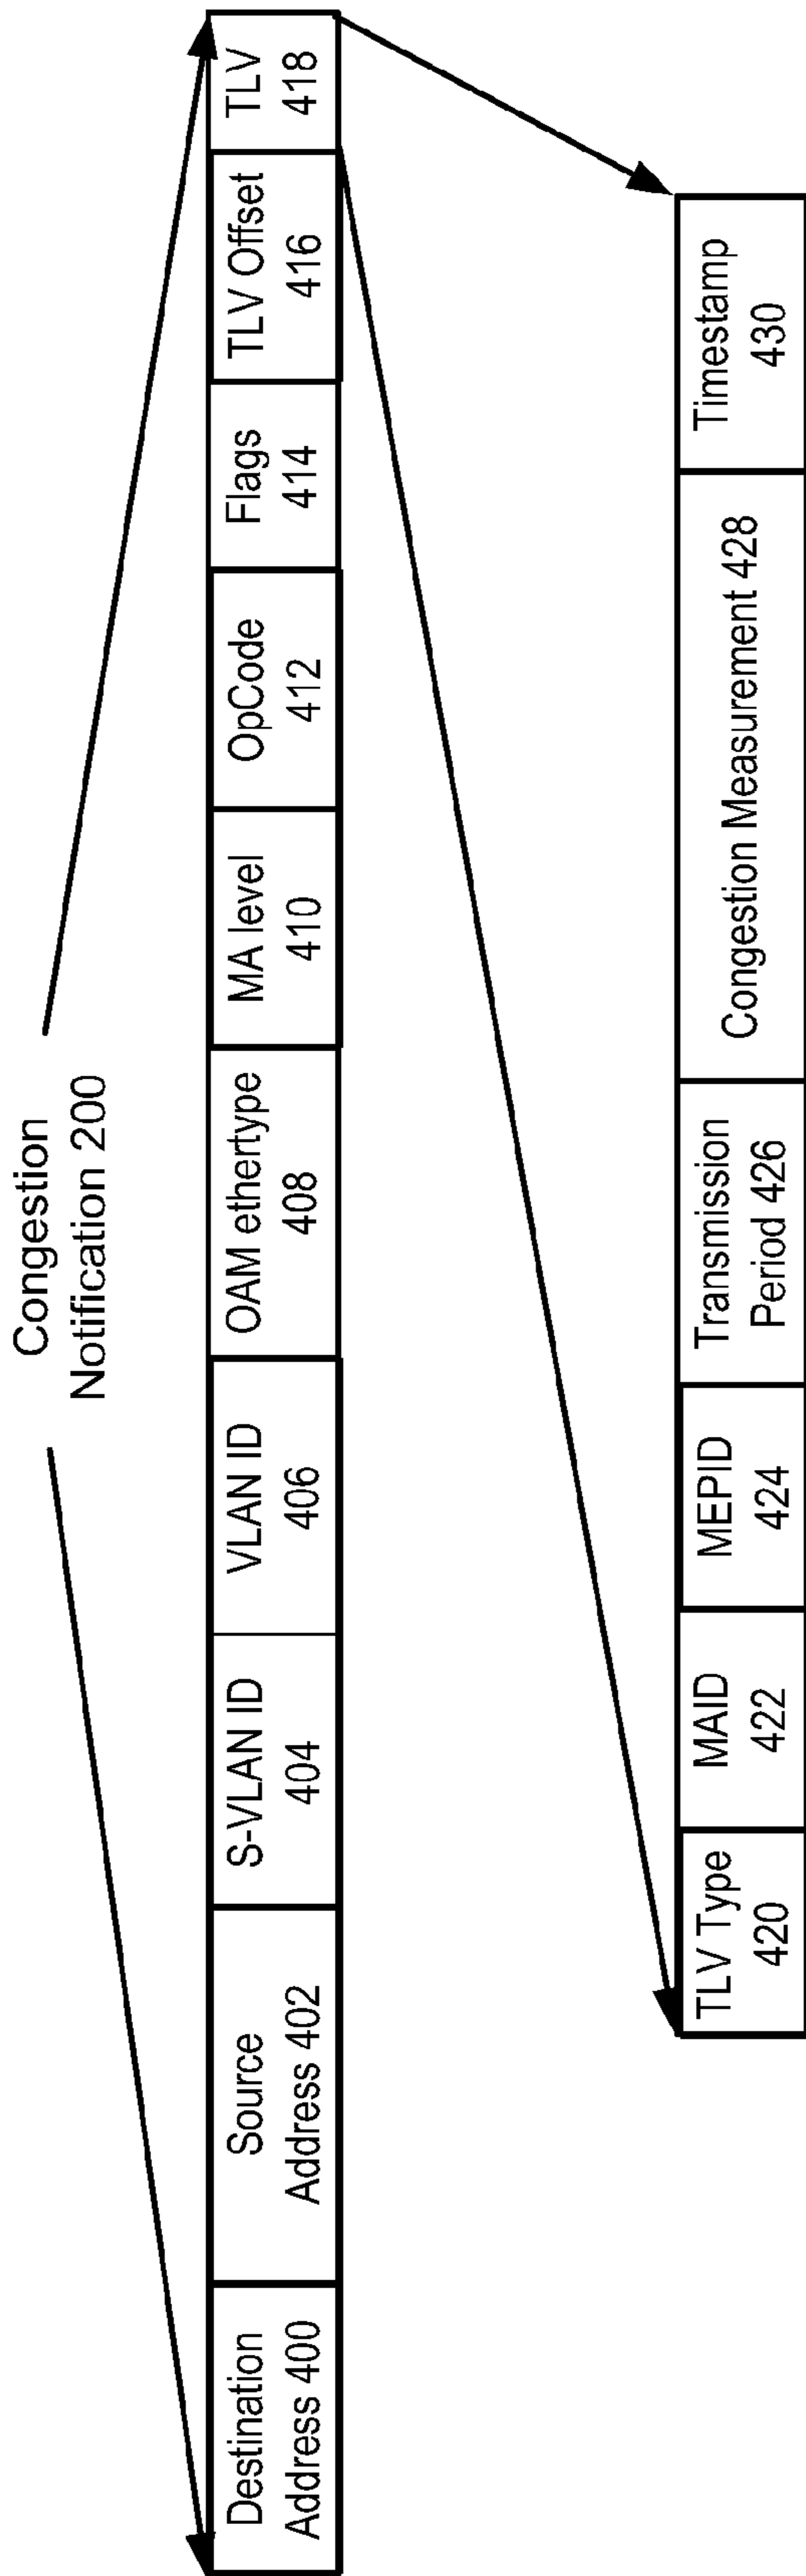 Congestion
Notification 200
Destination
Address 400
Source
Address 402
S-VLAN ID
404
VLAN ID
406
OAM ethertype
408
MA level
410
OpCode
412
Flags
414
TLV Offset
416
TLV
418
TLV Type
420
MAID
422
MEPID
424
Transmission
Period 426
Congestion Measurement 428
Timestamp
430